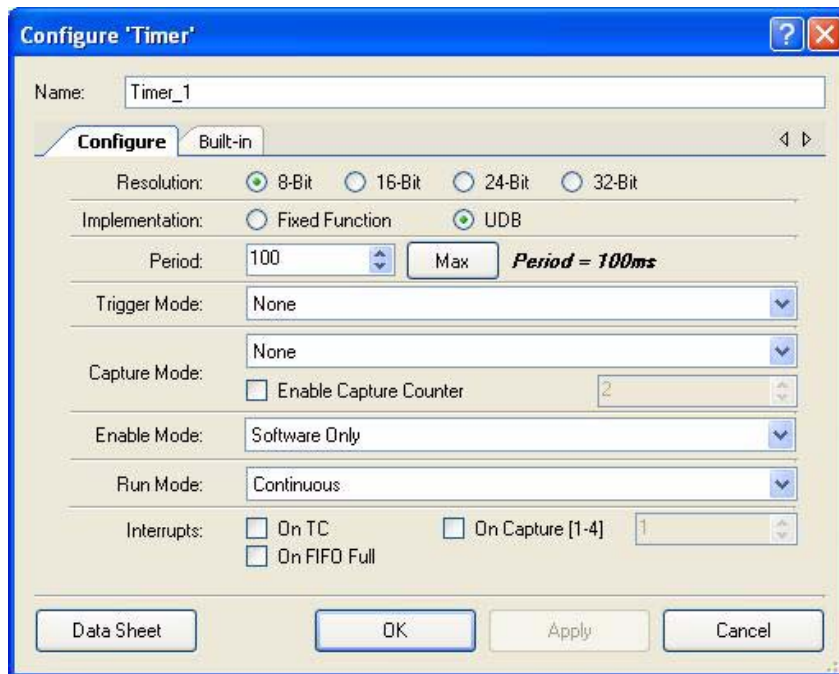 Configure 'Timer'
Name: Timer_1
Configure Built-in
Resolution: 8-Bit 16-Bit 24-Bit 32-Bit
Implementation: Fixed Function UDB
Period: 100 Max Period = 100ms
Trigger Mode: None
None
Capture Mode:
Enable Capture Counter 2
Enable Mode: Software Only
Run Mode: Continuous
Interrupts: On TC On Capture [1-4] 1
On FIFO Full
Data Sheet OK Apply Cancel